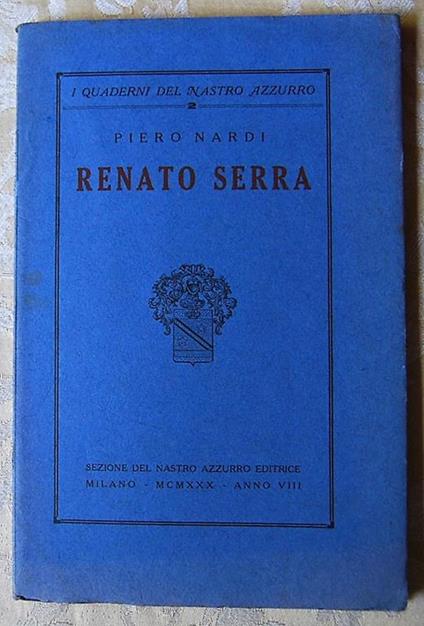 I QUADERNI DEL NASTRO AZZURRO
2
PIERO NARDI
RENATO SERRA
SEZIONE DEL NASTRO AZZURRO EDITRICE
MILANO - MCMXXX - ANNO VIII